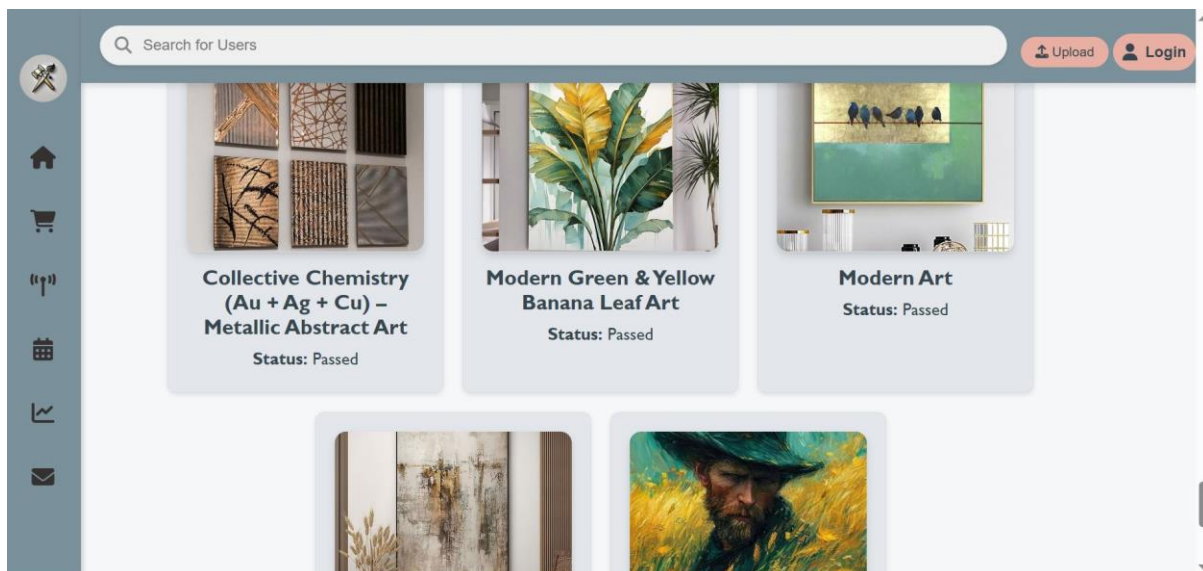 Search for Users
Upload
Login
Collective Chemistry
(Au + Ag + Cu) –
Metallic Abstract Art
Status: Passed
Modern Green & Yellow
Banana Leaf Art
Status: Passed
Modern Art
Status: Passed